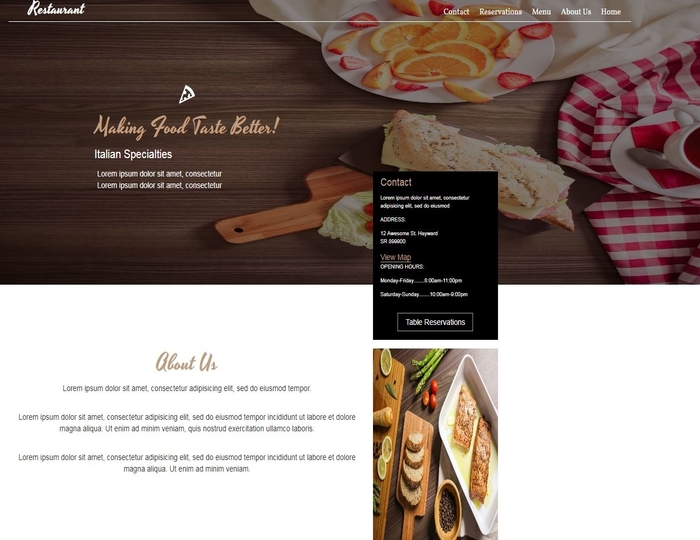 Restaurant
Contact Reservations Menu About Us Home
Making Food Taste Better!
Italian Specialties
Lorem ipsum dolor sit amet, consectetur
Lorem ipsum dolor sit amet, consectetur
Contact
Lorem ipsum dolor sit amet, consectetur
adipisicing elit, sed do eiusmod
ADDRESS:
12 Awesome St. Hayward
SR 899900
View Map
OPENING HOURS:
Monday-Friday.......8:00am-11:00pm
Saturday-Sunday.......10:00am-9:00pm
Table Reservations
About Us
Lorem ipsum dolor sit amet, consectetur adipisicing elit, sed do eiusmod tempor.
Lorem ipsum dolor sit amet, consectetur adipisicing elit, sed do eiusmod tempor incididunt ut labore et dolore
magna aliqua. Ut enim ad minim veniam, quis nostrud exercitation ullamco laboris.
Lorem ipsum dolor sit amet, consectetur adipisicing elit, sed do eiusmod tempor incididunt ut labore et dolore
magna aliqua. Ut enim ad minim veniam.